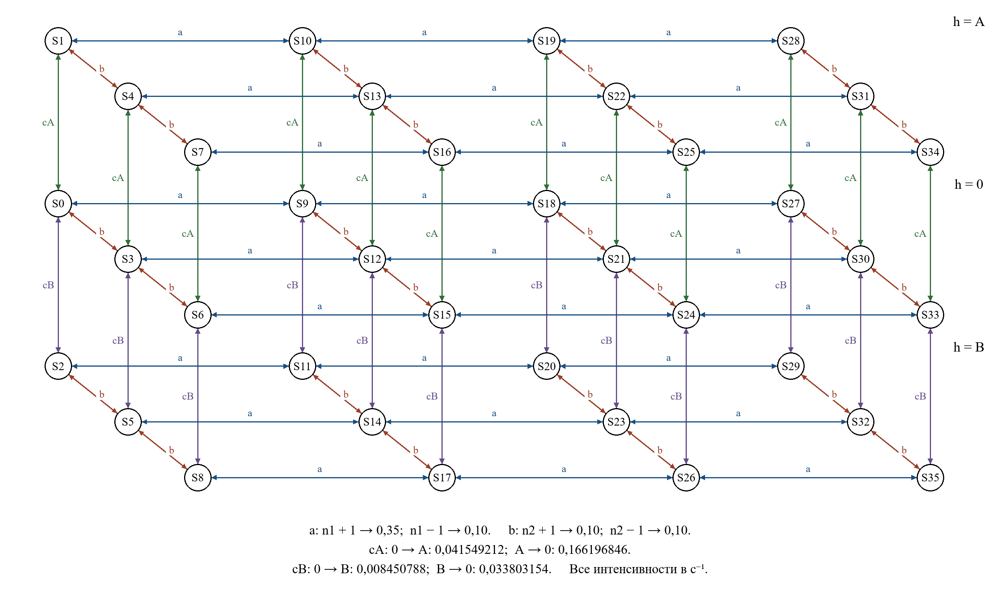 h = A
a a a
S1 S10 S19 S28
b b b b
a a a
S4 S13 S22 S31
cA cA cA cA
b b b b
a a a
S7 S16 S25 S34
cA cA cA cA
h = 0
a a a
S0 S9 S18 S27
b b b b
cA cA cA cA
a a a
S3 S12 S21 S30
cB cB cB cB
b b b b
a a a
S6 S15 S24 S33
cB cB cB cB
h = B
a a a
S2 S11 S20 S29
b b b b
cB cB cB cB
a a a
S5 S14 S23 S32
b b b b
a a a
S8 S17 S26 S35
a: n1 + 1 → 0,35; n1 − 1 → 0,10. b: n2 + 1 → 0,10; n2 − 1 → 0,10.
cA: 0 → A: 0,041549212; A → 0: 0,166196846.
cB: 0 → B: 0,008450788; B → 0: 0,033803154. Все интенсивности в с⁻¹.